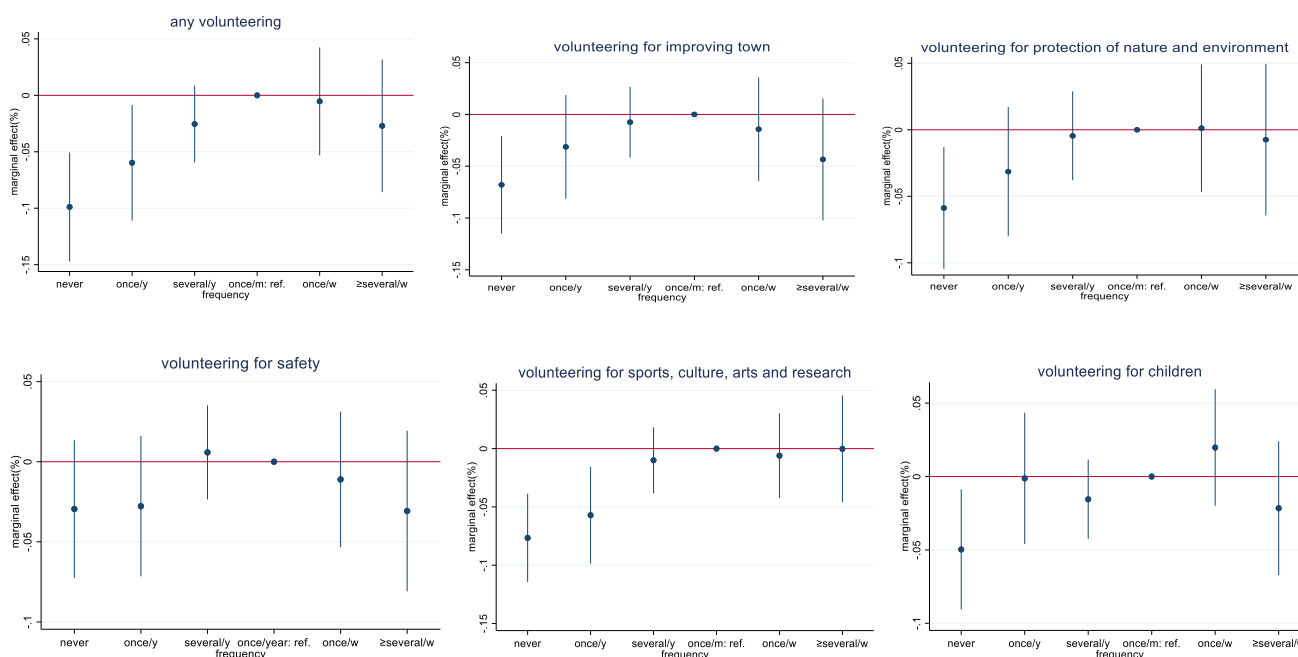 any volunteering
.05
0
-.05
-.1
-.15
marginal effect(%)
never once/y several/y once/m: ref. once/w ≥several/w
frequency
volunteering for improving town
.05
0
-.05
-.1
-.15
marginal effect(%)
never once/y several/y once/m: ref. once/w ≥several/w
frequency
volunteering for protection of nature and environment
.05
0
-.05
-.1
marginal effect(%)
never once/y several/y once/m: ref. once/w ≥several/w
frequency
volunteering for safety
.05
0
-.05
-.1
marginal effect(%)
never once/y several/y once/year: ref. once/w ≥several/w
frequency
volunteering for sports, culture, arts and research
.05
0
-.05
-.1
-.15
marginal effect(%)
never once/y several/y once/m: ref. once/w ≥several/w
frequency
volunteering for children
.05
0
-.05
-.1
marginal effect(%)
never once/y several/y once/m: ref. once/w ≥several/w
frequency